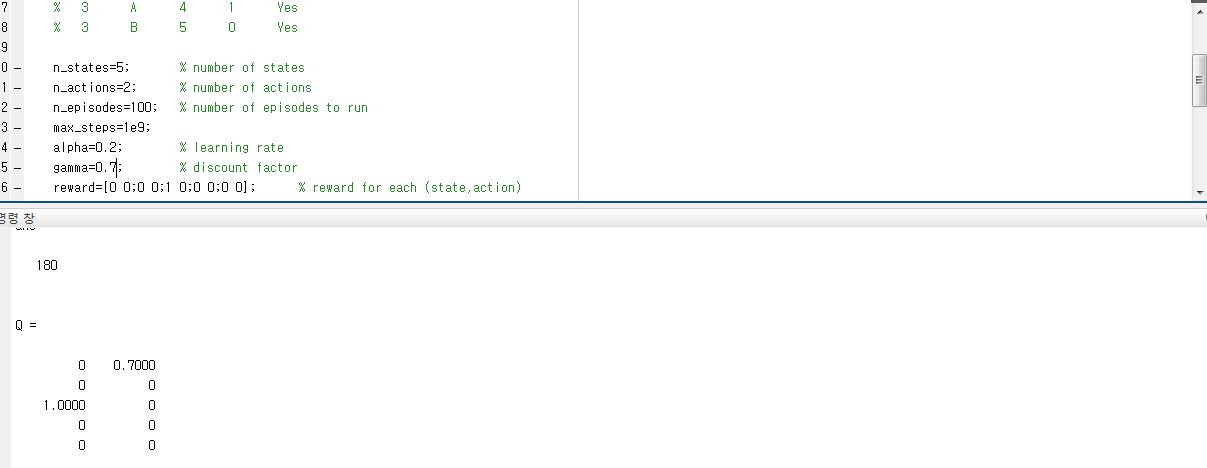 7 % 3 A 4 1 Yes
8 % 3 B 5 0 Yes
9
0 – n_states=5; % number of states
1 – n_actions=2; % number of actions
2 – n_episodes=100; % number of episodes to run
3 – max_steps=1e9;
4 – alpha=0.2; % learning rate
5 – gamma=0.7; % discount factor
6 – reward=[0 0;0 0;1 0;0 0;0 0]; % reward for each (state,action)
명령 창
180
Q =
0 0.7000
0 0
1.0000 0
0 0
0 0